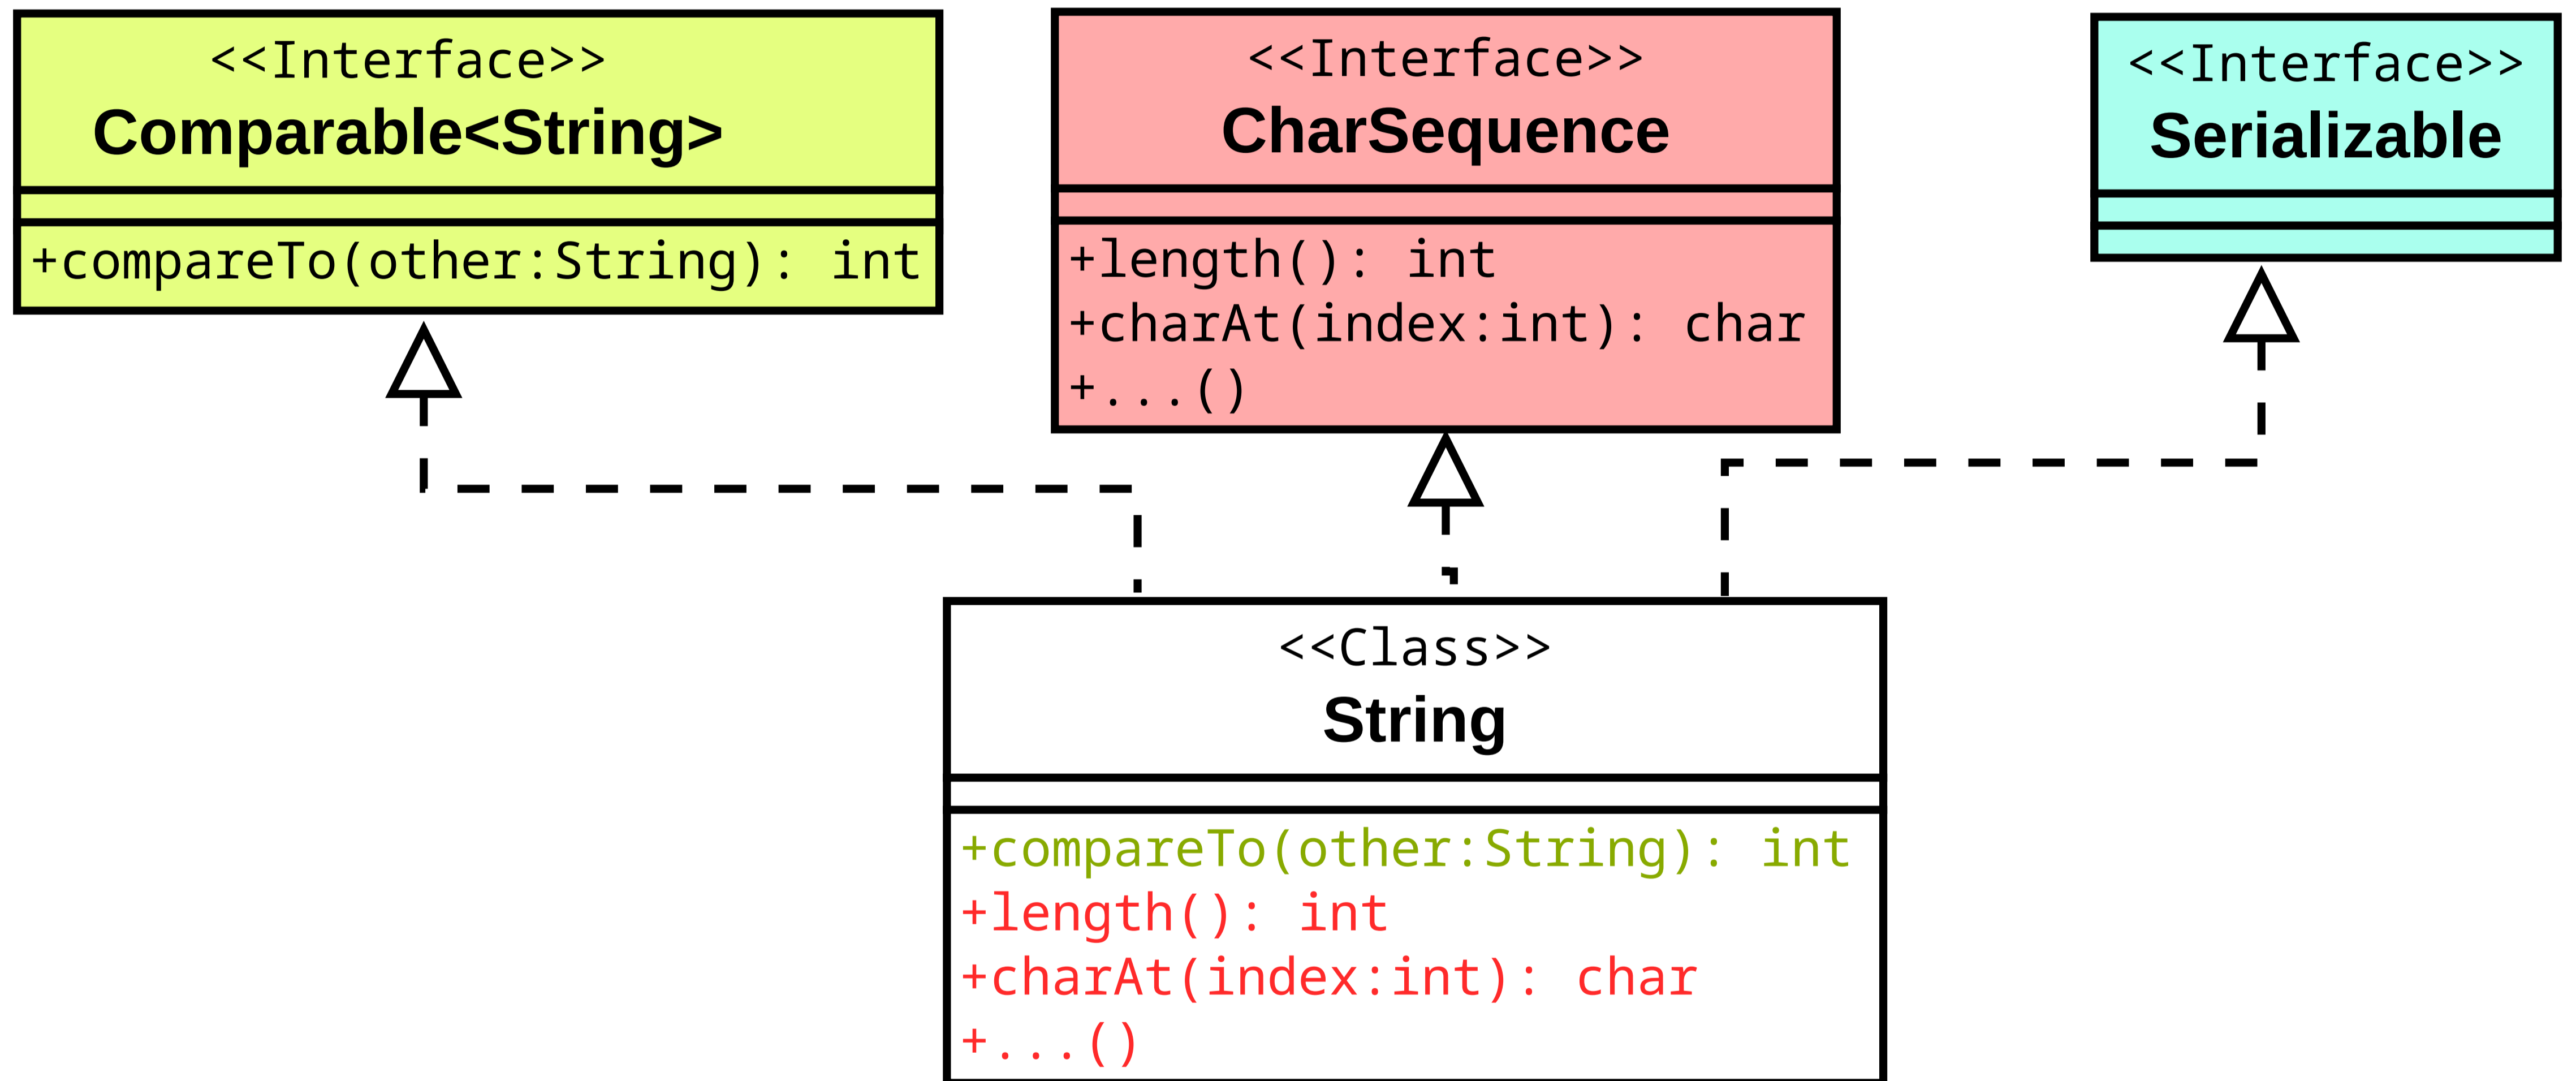 <<Interface>>
Comparable<String>
+compareTo(other:String): int
<<Interface>>
CharSequence
+length(): int
+charAt(index:int): char
+...()
<<Interface>>
Serializable
<<Class>>
String
+compareTo(other:String): int
+length(): int
+charAt(index:int): char
+...()